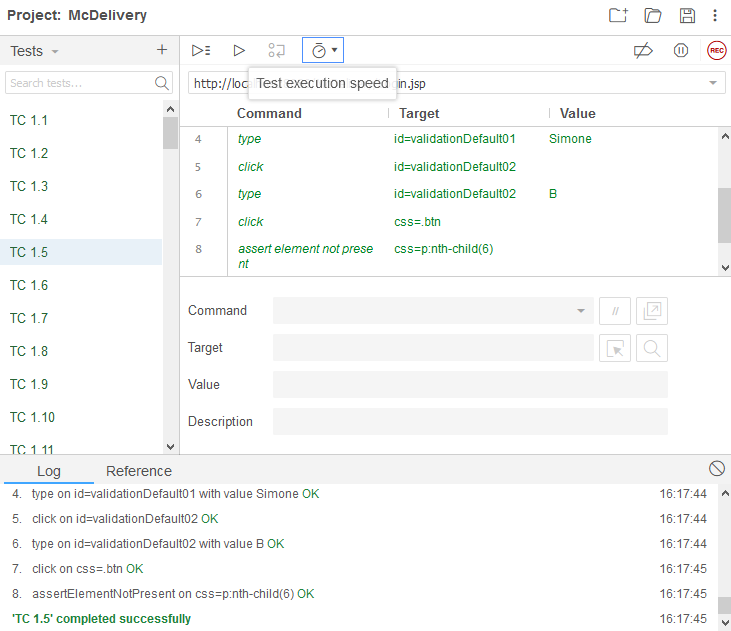 Project: McDelivery
Tests
REC
Search tests...
http://loca
Test execution speed
gin.jsp
Command Target Value
4 type id=validationDefault01 Simone
5 click id=validationDefault02
6 type id=validationDefault02 B
7 click css=.btn
8 assert element not prese css=p:nth-child(6)
nt
TC 1.1
TC 1.2
TC 1.3
TC 1.4
TC 1.5
TC 1.6
TC 1.7
TC 1.8
TC 1.9
TC 1.10
TC 1.11
Command //
Target
Value
Description
Log Reference
4. type on id=validationDefault01 with value Simone OK 16:17:44
5. click on id=validationDefault02 OK 16:17:44
6. type on id=validationDefault02 with value B OK 16:17:44
7. click on css=.btn OK 16:17:45
8. assertElementNotPresent on css=p:nth-child(6) OK 16:17:45
'TC 1.5' completed successfully 16:17:45